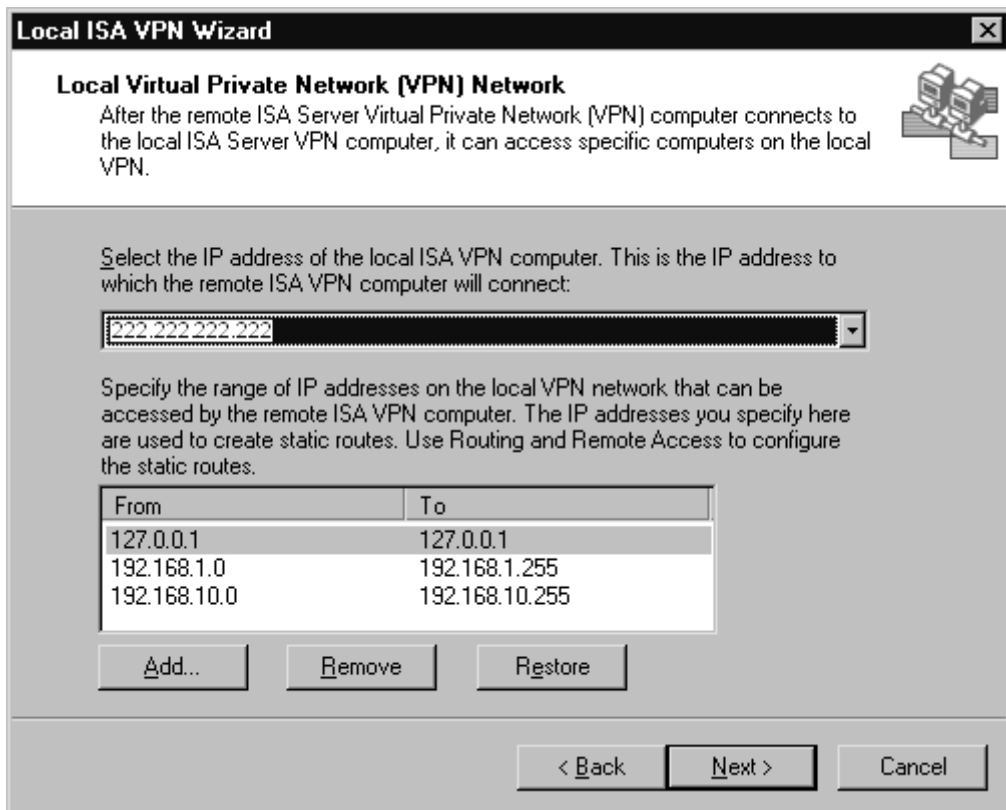 Local ISA VPN Wizard
Local Virtual Private Network (VPN) Network
After the remote ISA Server Virtual Private Network (VPN) computer connects to
the local ISA Server VPN computer, it can access specific computers on the local
VPN.
Select the IP address of the local ISA VPN computer. This is the IP address to
which the remote ISA VPN computer will connect:
222.222.222.222
Specify the range of IP addresses on the local VPN network that can be
accessed by the remote ISA VPN computer. The IP addresses you specify here
are used to create static routes. Use Routing and Remote Access to configure
the static routes.
From To
127.0.0.1 127.0.0.1
192.168.1.0 192.168.1.255
192.168.10.0 192.168.10.255
Add... Remove Restore
< Back Next > Cancel